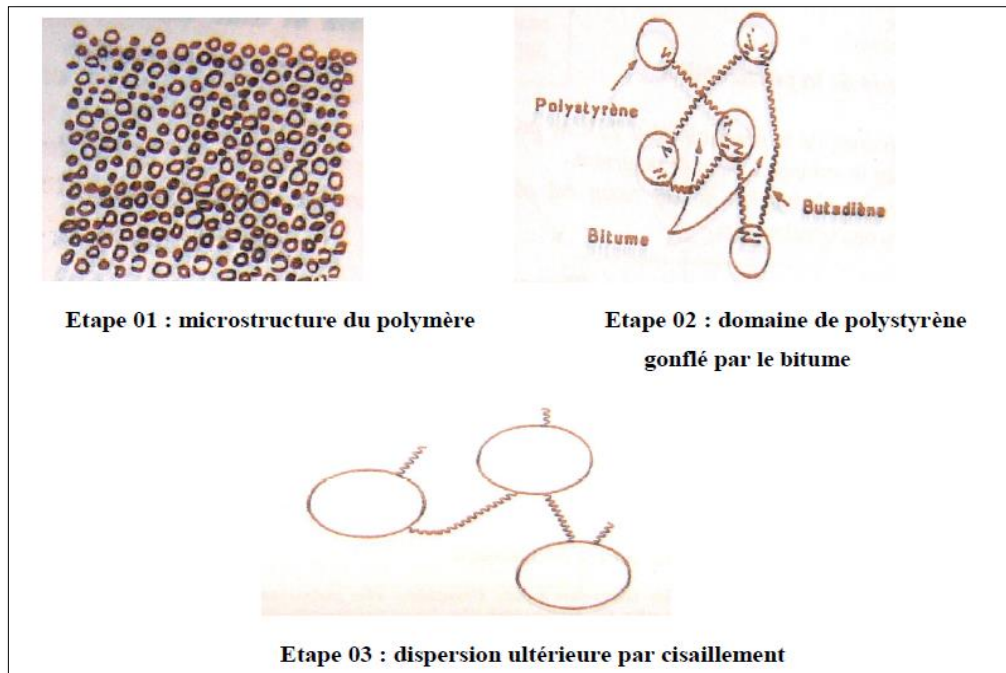 Polystyrène
Butadiène
Bitume
Etape 01 : microstructure du polymère
Etape 02 : domaine de polystyrène
gonflé par le bitume
Etape 03 : dispersion ultérieure par cisaillement